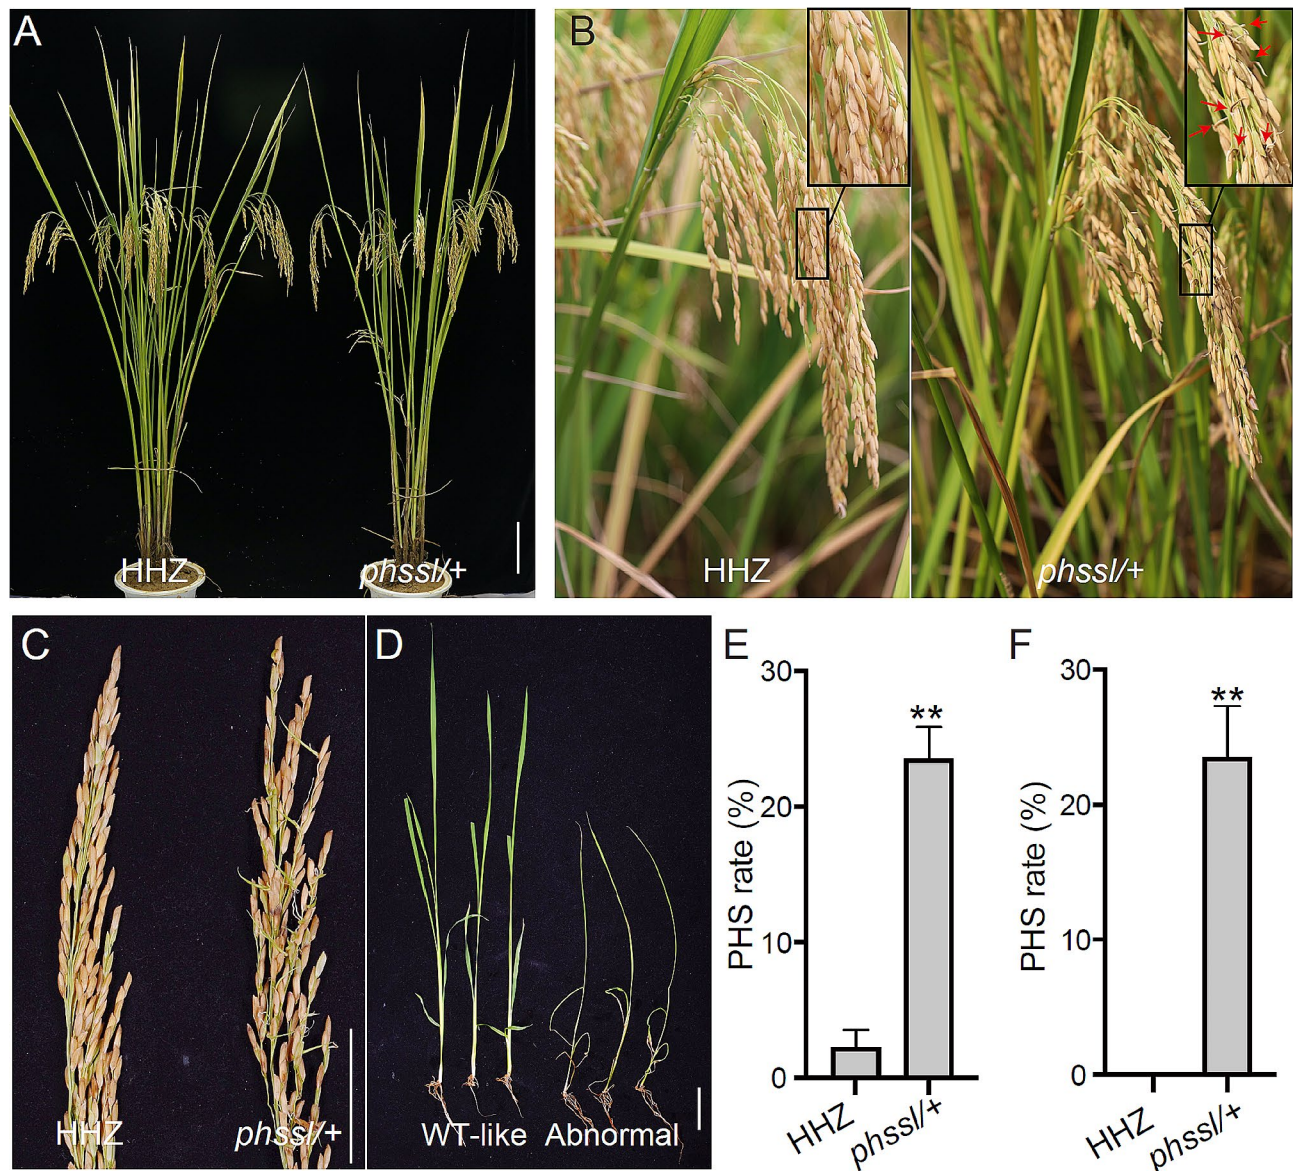 A
HHZ
phssl/+
B
HHZ
phssl/+
C
HHZ
phssl/+
D
WT-like
Abnormal
E
PHS rate (%)
30
20
10
0
**
HHZ
phssl/+
F
PHS rate (%)
30
20
10
0
**
HHZ
phssl/+